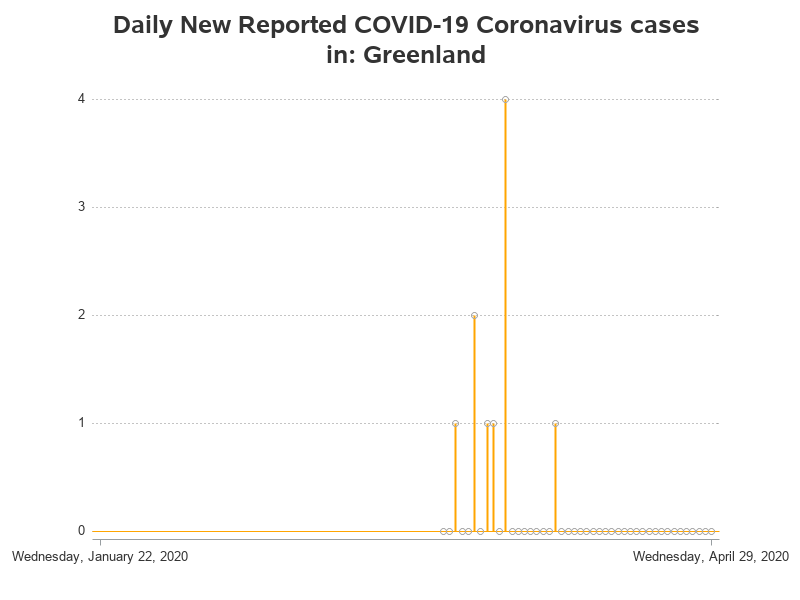 Daily New Reported COVID-19 Coronavirus cases
in: Greenland
4
3
2
1
0
Wednesday, January 22, 2020
Wednesday, April 29, 2020